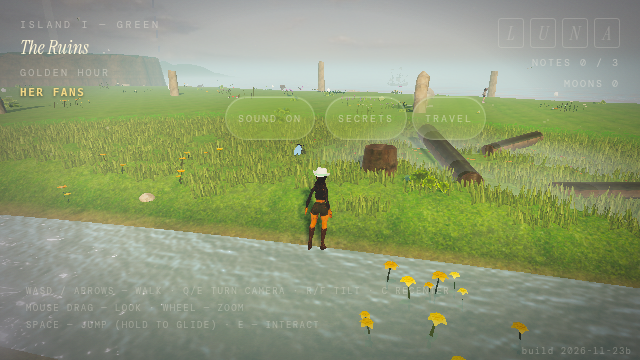 ISLAND I — GREEN
The Ruins
GOLDEN HOUR
HER FANS
LUNA
NOTES 0 / 3
MOONS 0
SOUND ON
SECRETS
TRAVEL
WASD / ARROWS — WALK · Q/E TURN CAMERA · R/F TILT · C RECENTER
MOUSE DRAG — LOOK · WHEEL — ZOOM
SPACE — JUMP (HOLD TO GLIDE) · E — INTERACT
build 2026-11-23b